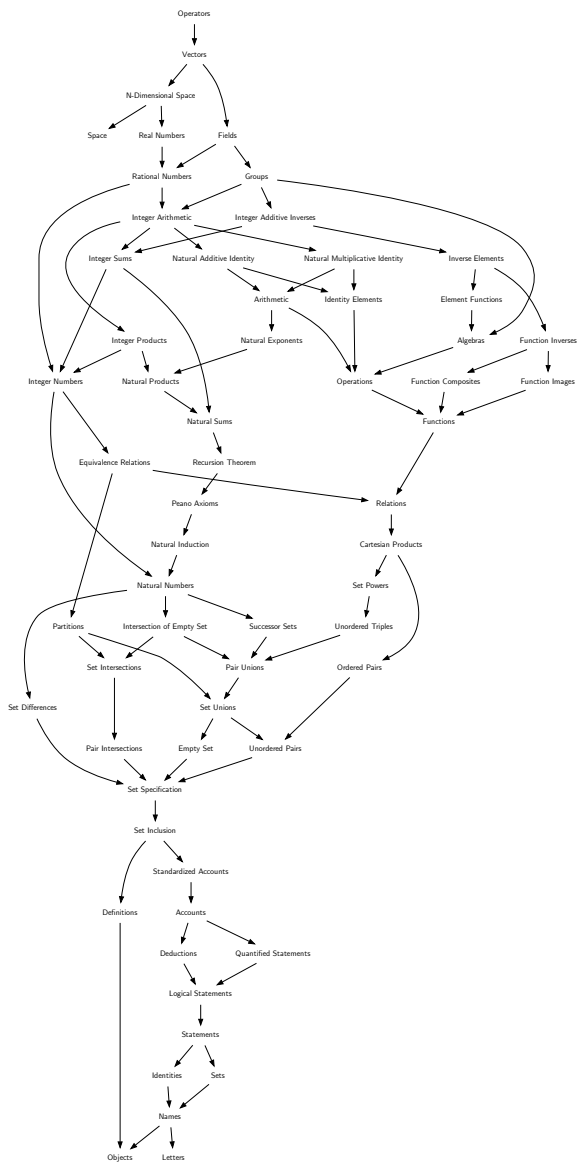 Operators
Vectors
N-Dimensional Space
Space Real Numbers Fields
Rational Numbers Groups
Integer Arithmetic Integer Additive Inverses
Integer Sums Natural Additive Identity Natural Multiplicative Identity Inverse Elements
Arithmetic Identity Elements Element Functions
Integer Products Natural Exponents Algebras Function Inverses
Integer Numbers Natural Products Operations Function Composites Function Images
Natural Sums Functions
Equivalence Relations Recursion Theorem
Peano Axioms Relations
Natural Induction Cartesian Products
Natural Numbers Set Powers
Partitions Intersection of Empty Set Successor Sets Unordered Triples
Set Intersections Pair Unions Ordered Pairs
Set Differences Set Unions
Pair Intersections Empty Set Unordered Pairs
Set Specification
Set Inclusion
Standardized Accounts
Definitions Accounts
Deductions Quantified Statements
Logical Statements
Statements
Identities Sets
Names
Objects Letters